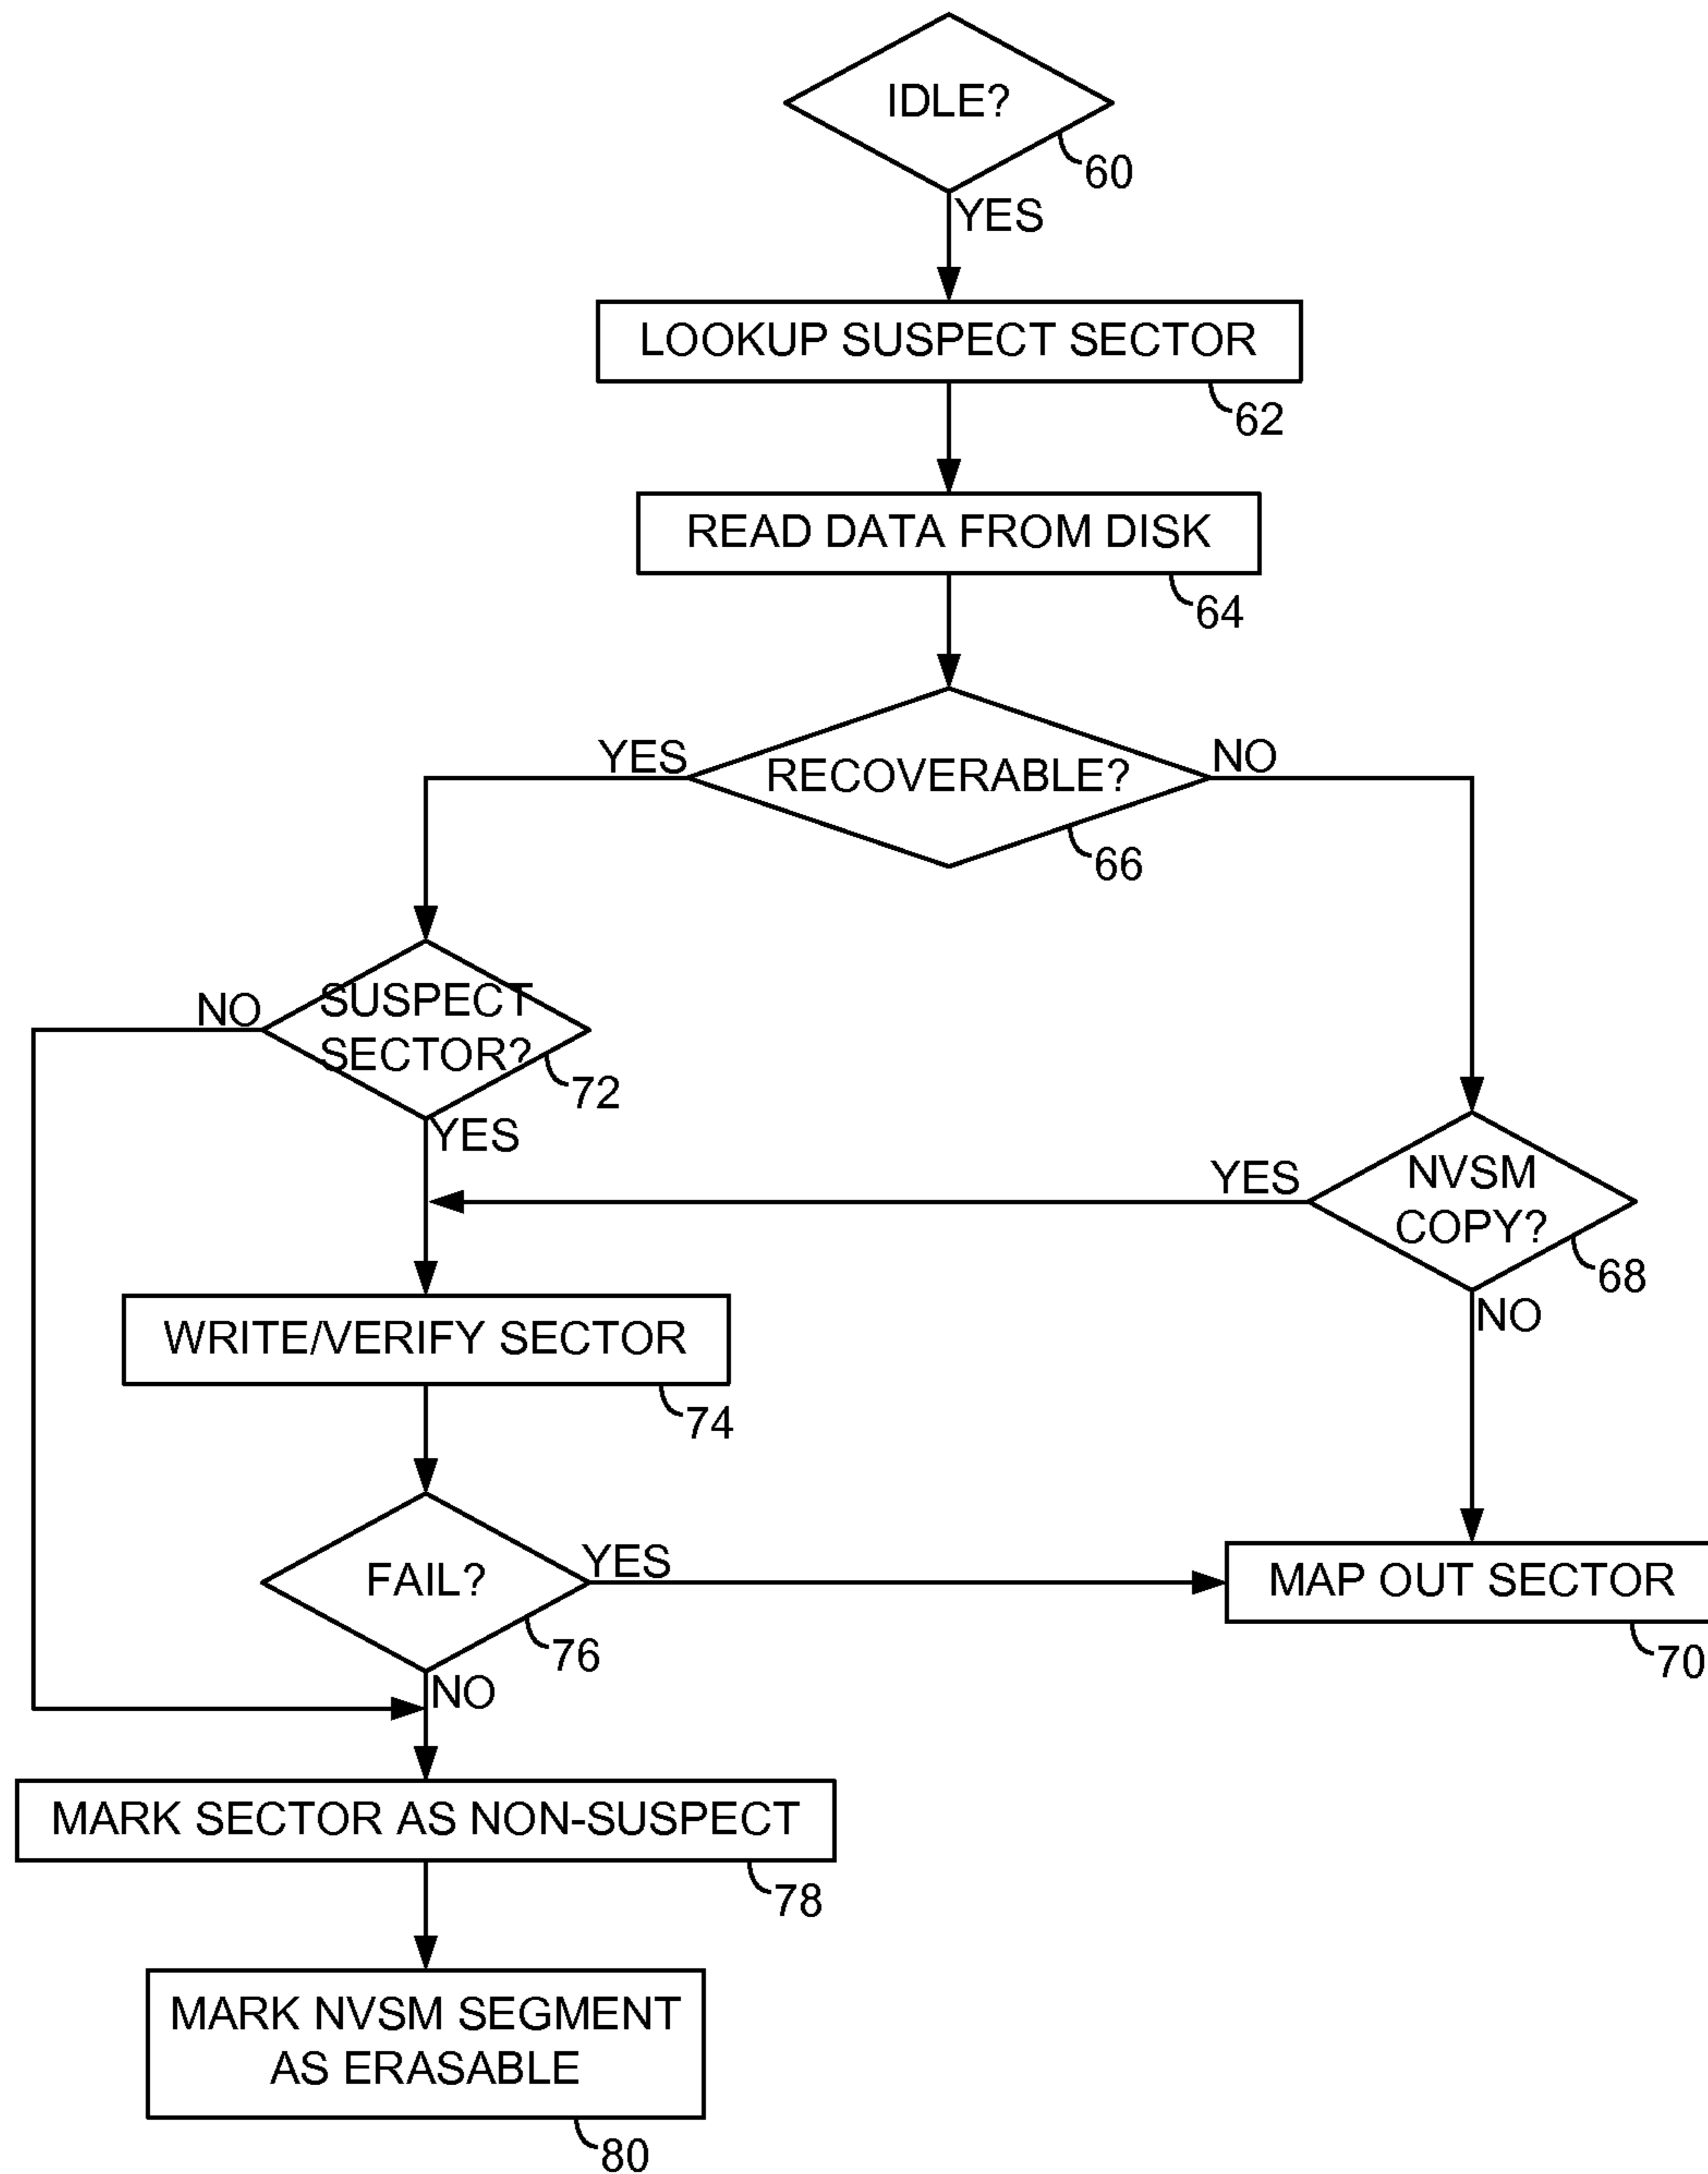 IDLE?
60
YES
LOOKUP SUSPECT SECTOR
62
READ DATA FROM DISK
64
YES
RECOVERABLE?
NO
66
NO
SUSPECT
SECTOR?
72
YES
YES
NVSM
COPY?
68
NO
WRITE/VERIFY SECTOR
74
FAIL?
YES
76
NO
MAP OUT SECTOR
70
MARK SECTOR AS NON-SUSPECT
78
MARK NVSM SEGMENT
AS ERASABLE
80